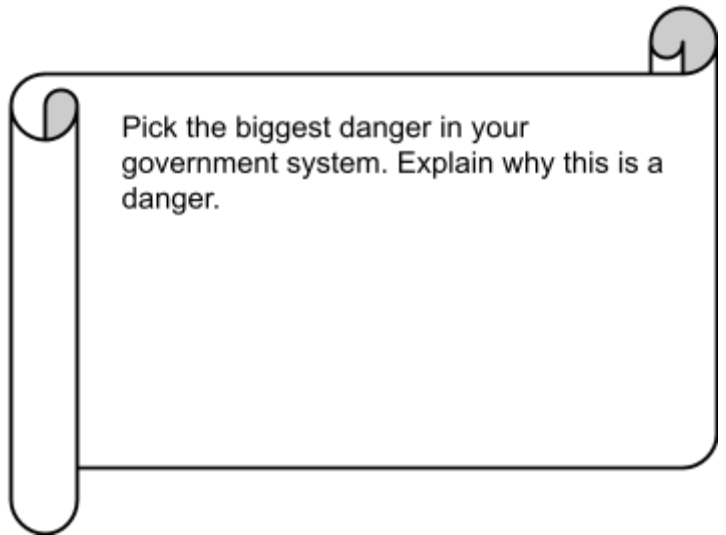 Pick the biggest danger in your
government system. Explain why this is a
danger.